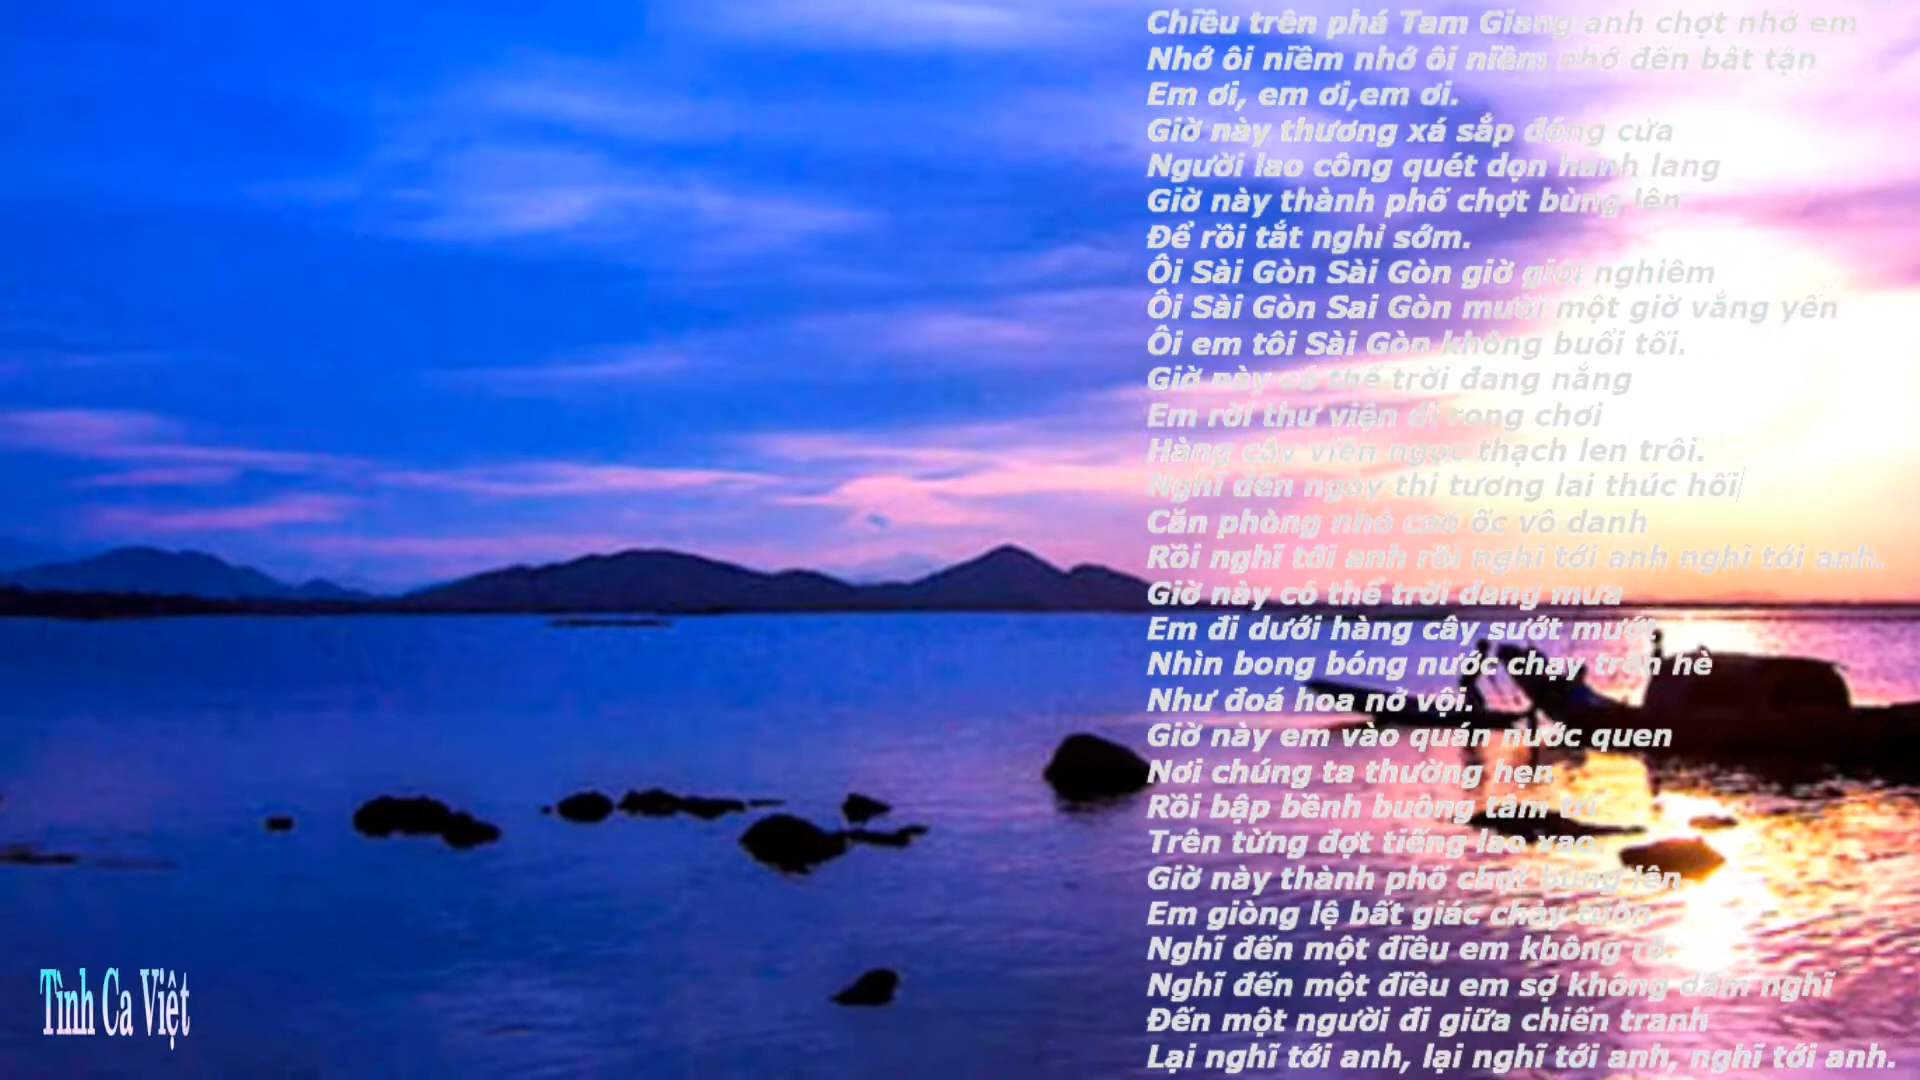 Chiều trên phá Tam Giang anh chợt nhớ em
Nhớ ôi niềm nhớ ôi niềm nhớ đến bất tận
Em ơi, em ơi,em ơi.
Giờ này thương xá sắp đóng cửa
Người lao công quét dọn hanh lang
Giờ này thành phố chợt bùng lên
Để rồi tắt nghỉ sớm.
Ôi Sài Gòn Sài Gòn giờ giới nghiêm
Ôi Sài Gòn Sai Gòn mười một giờ vắng yến
Ôi em tôi Sài Gòn không buổi tối.
Giờ này có thể trời đang nắng
Em rời thư viện đi rong chơi
Hàng cây viên ngọc thạch len trôi.
Nghĩ đến ngày thi tương lai thúc hối
Căn phòng nhỏ cao ốc vô danh
Rồi nghĩ tới anh rồi nghĩ tới anh nghĩ tới anh.
Giờ này có thể trời đang mưa
Em đi dưới hàng cây sướt mướt
Nhìn bong bóng nước chạy trên hè
Như đoá hoa nở vội.
Giờ này em vào quán nước quen
Nơi chúng ta thường hẹn
Rồi bập bềnh buông tâm trí
Trên từng đợt tiếng lao xao.
Giờ này thành phố chợt bùng lên
Em giòng lệ bất giác chảy tuôn
Nghĩ đến một điều em không rõ.
Nghĩ đến một điều em sợ không dám nghĩ
Đến một người đi giữa chiến tranh
Lại nghĩ tới anh, lại nghĩ tới anh, nghĩ tới anh.
Tình Ca Việt